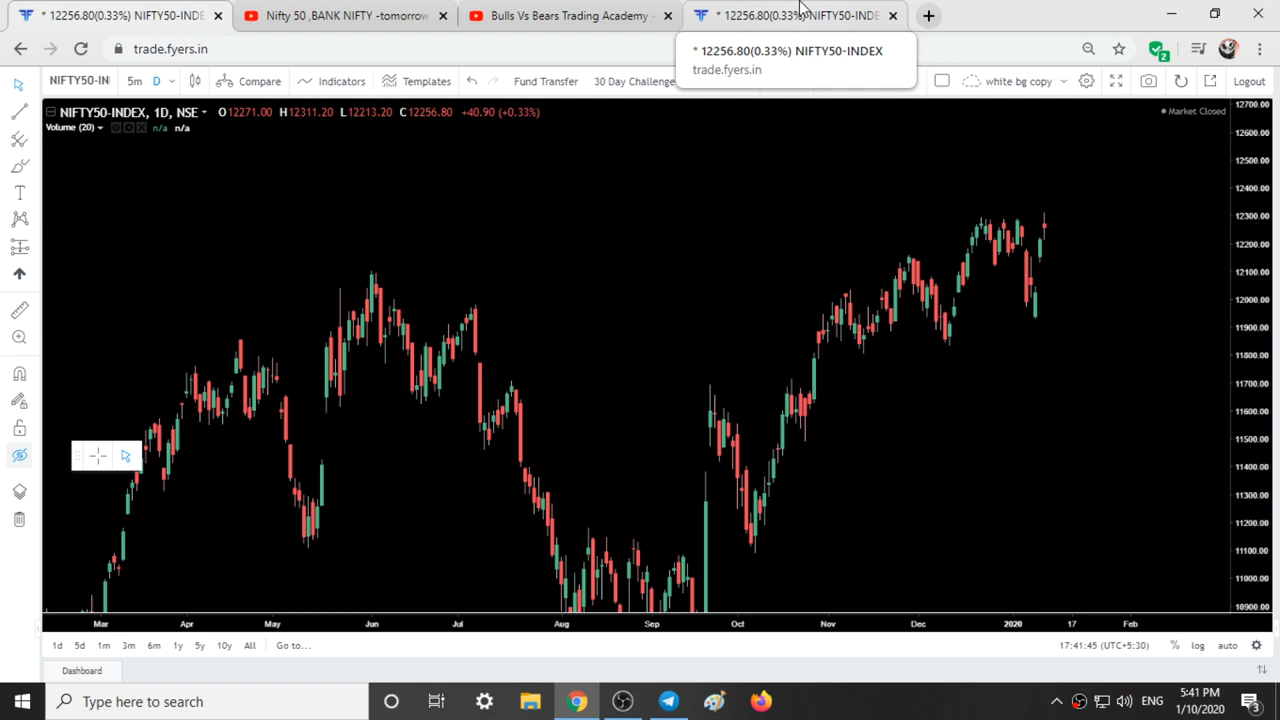 * 12256.80(0.33%) NIFTY50-INDEX
Nifty 50 ,BANK NIFTY -tomorrow
Bulls Vs Bears Trading Academy -
* 12256.80(0.33%) NIFTY50-INDE
trade.fyers.in
* 12256.80(0.33%) NIFTY50-INDEX
trade.fyers.in
2
NIFTY50-IN
5m
D
Compare
Indicators
Templates
Fund Transfer
30 Day Challenge
white bg copy
Logout
NIFTY50-INDEX, 1D, NSE
O12271.00 H12311.20 L12213.20 C12256.80 +40.90 (+0.33%)
Market Closed
Volume (20)
n/a n/a
12700.00
12600.00
12500.00
12400.00
12300.00
12200.00
12100.00
12000.00
11900.00
11800.00
11700.00
11600.00
11500.00
11400.00
11300.00
11200.00
11100.00
11000.00
10900.00
Mar Apr May Jun Jul Aug Sep Oct Nov Dec 2020 17 Feb
1d 5d 1m 3m 6m 1y 5y 10y All Go to...
17:41:45 (UTC+5:30) % log auto
Dashboard
Type here to search
ENG
5:41 PM
1/10/2020
3